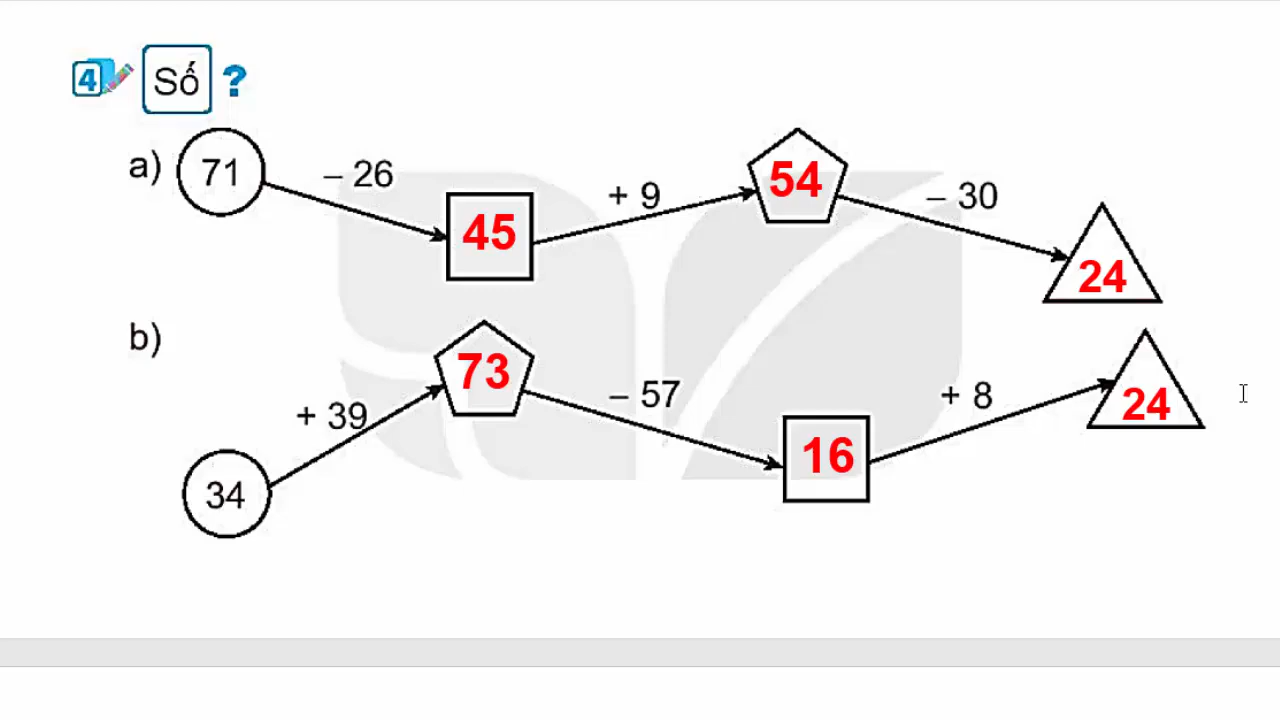 4 Số ?
a) 71 – 26 45 + 9 54 – 30 24
b) 34 + 39 73 – 57 16 + 8 24